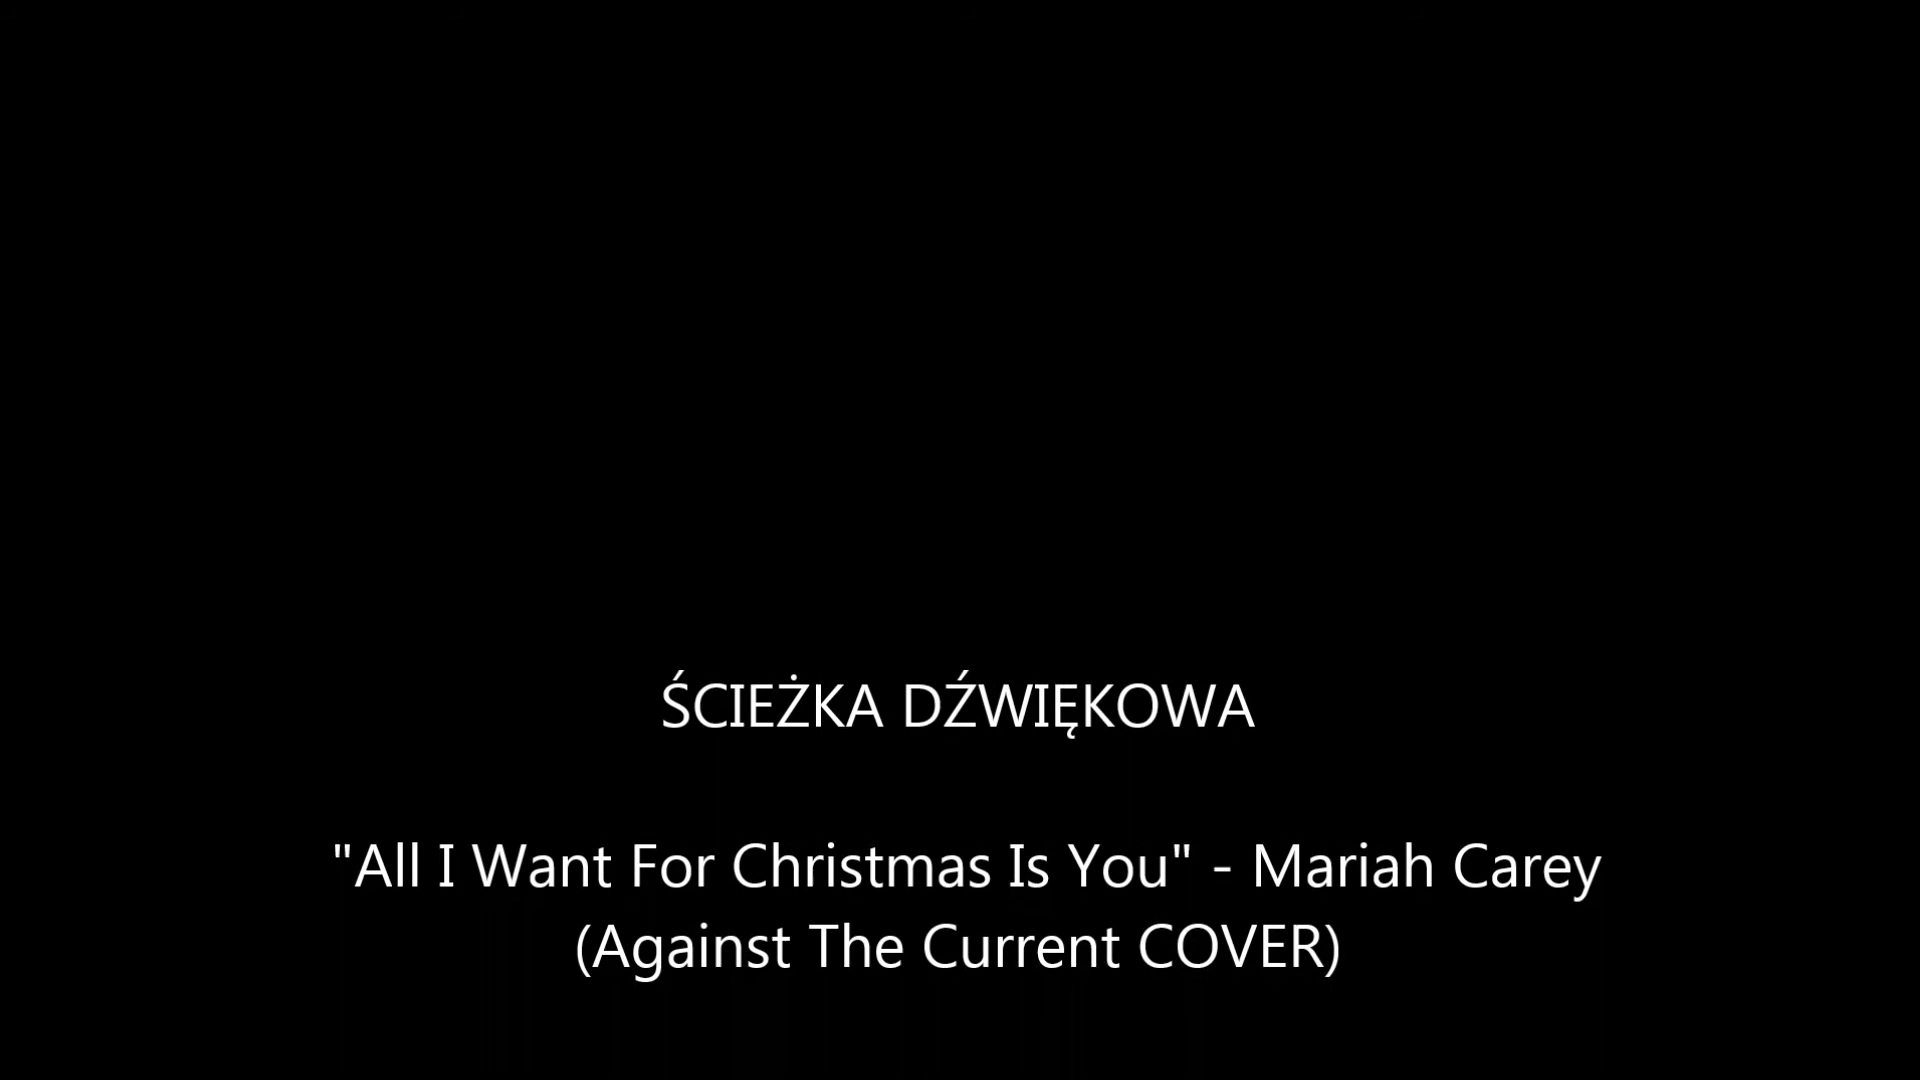 ŚCIEŻKA DŹWIĘKOWA
"All I Want For Christmas Is You" - Mariah Carey
(Against The Current COVER)